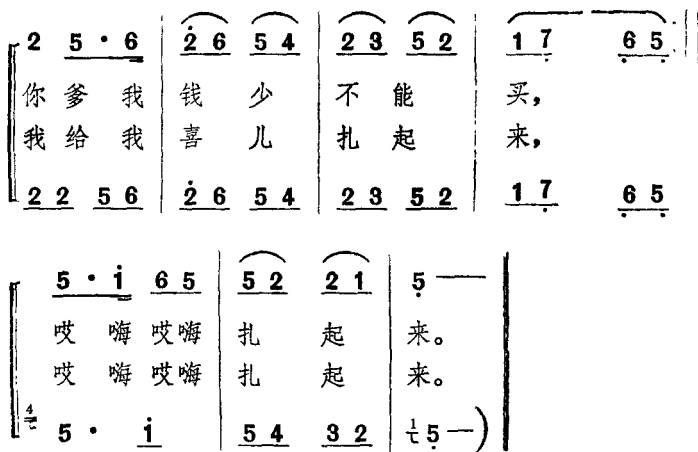 2 5 · 6 2̇ 6 5 4 2 3 5 2 1 7̣ 6̣ 5̣
你爹我钱少不能买，
我给我喜儿扎起来，
2 2 5 6 2̇ 6 5 4 2 3 5 2 1 7̣ 6̣ 5̣
5 · i̇ 6 5 5 2 2 1 5̣ —
哎嗨哎嗨扎起来。
哎嗨哎嗨扎起来。
5 · i̇ 5 4 3 2 5̣ — )